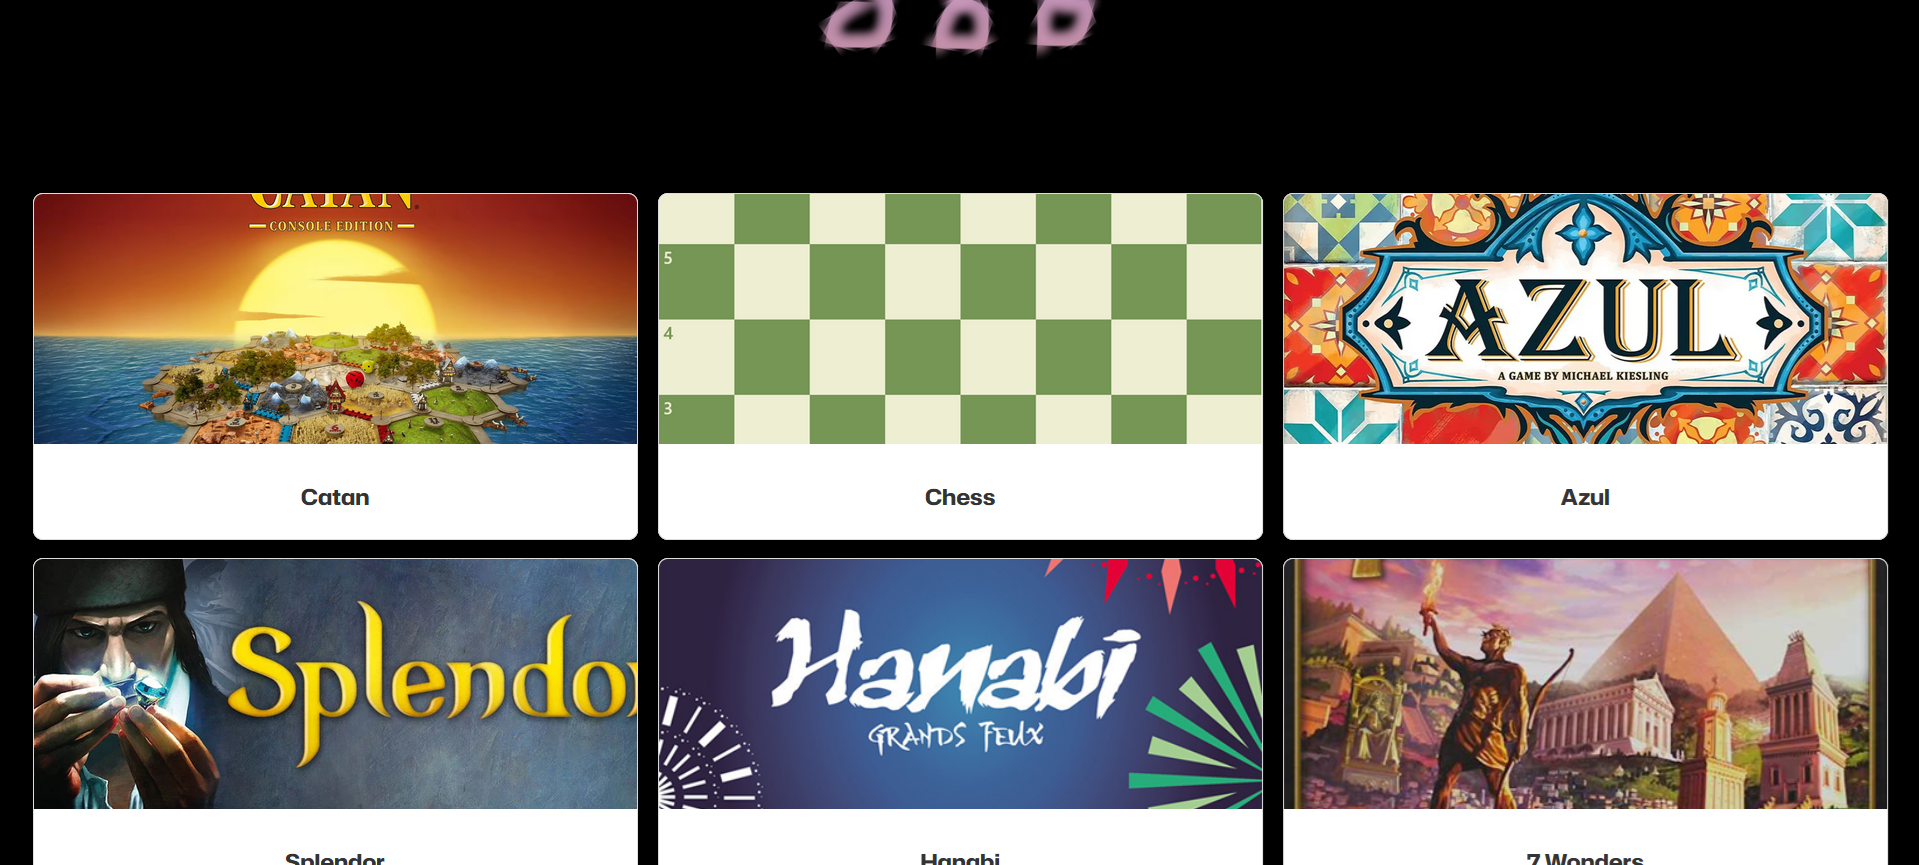 CATAN
CONSOLE EDITION
5
4
3
AZUL
A GAME BY MICHAEL KIESLING
Catan
Chess
Azul
Splendor
Hanabi
GRANDS FEUX
Splendor
Hanabi
7 Wonders